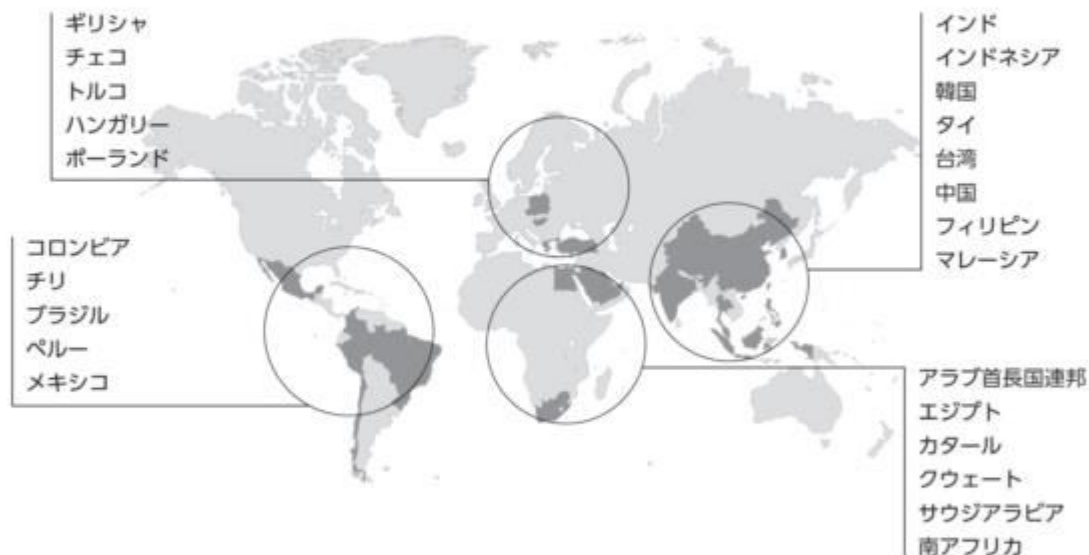 ギリシャ
チェコ
トルコ
ハンガリー
ポーランド
コロンビア
チリ
ブラジル
ペルー
メキシコ
インド
インドネシア
韓国
タイ
台湾
中国
フィリピン
マレーシア
アラブ首長国連邦
エジプト
カタール
クウェート
サウジアラビア
南アフリカ